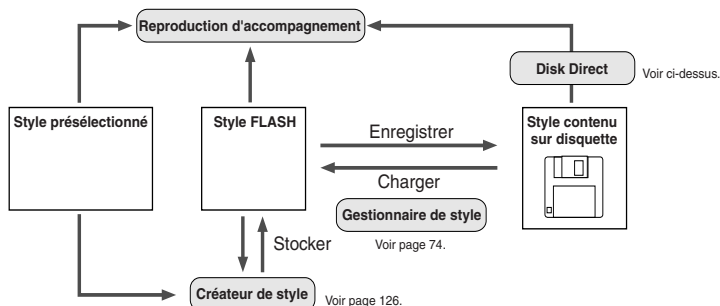 Reproduction d'accompagnement
Disk Direct
Voir ci-dessus.
Style présélectionné
Style FLASH
Style contenu
sur disquette
Enregistrer
Charger
Gestionnaire de style
Voir page 74.
Stocker
Créateur de style
Voir page 126.